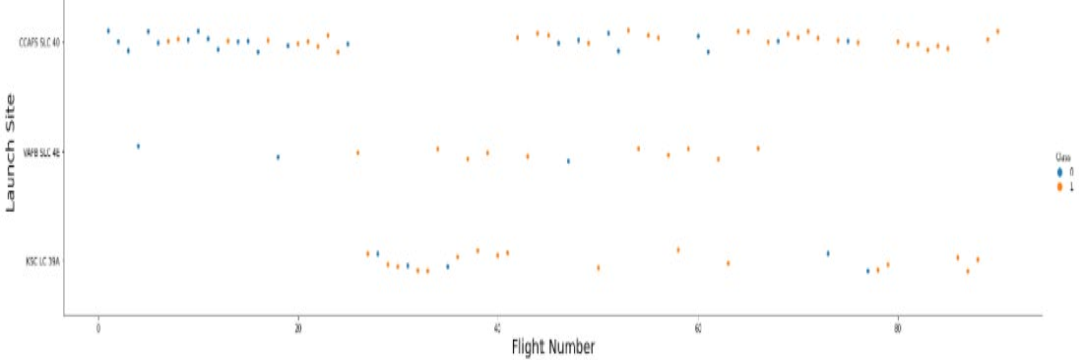 CCAFS SLC 40
VAFB SLC 4E
KSC LC 39A
Launch Site
0
20
40
60
80
Flight Number
Class
0
1